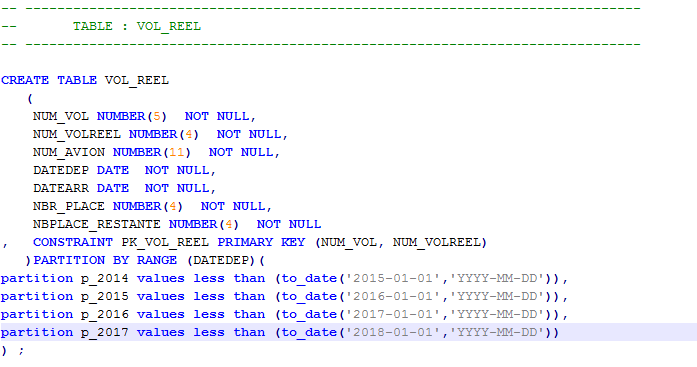 -- -----------------------------------------------------------------------------
--       TABLE : VOL_REEL
-- -----------------------------------------------------------------------------
CREATE TABLE VOL_REEL
   (
    NUM_VOL NUMBER(5)  NOT NULL,
    NUM_VOLREEL NUMBER(4)  NOT NULL,
    NUM_AVION NUMBER(11)  NOT NULL,
    DATEDEP DATE  NOT NULL,
    DATEARR DATE  NOT NULL,
    NBR_PLACE NUMBER(4)  NOT NULL,
    NBPLACE_RESTANTE NUMBER(4)  NOT NULL
,   CONSTRAINT PK_VOL_REEL PRIMARY KEY (NUM_VOL, NUM_VOLREEL)
   )PARTITION BY RANGE (DATEDEP)(
partition p_2014 values less than (to_date('2015-01-01','YYYY-MM-DD')),
partition p_2015 values less than (to_date('2016-01-01','YYYY-MM-DD')),
partition p_2016 values less than (to_date('2017-01-01','YYYY-MM-DD')),
partition p_2017 values less than (to_date('2018-01-01','YYYY-MM-DD'))
) ;